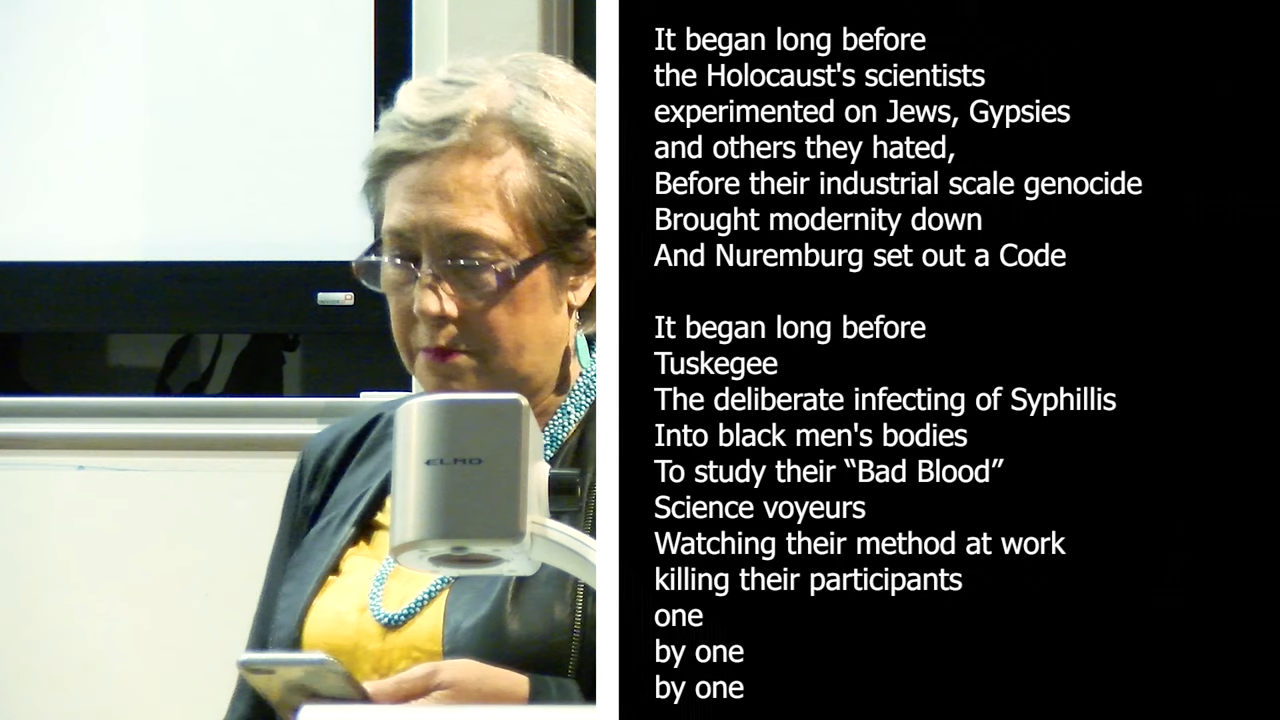 ELMO
It began long before
the Holocaust's scientists
experimented on Jews, Gypsies
and others they hated,
Before their industrial scale genocide
Brought modernity down
And Nuremburg set out a Code
It began long before
Tuskegee
The deliberate infecting of Syphillis
Into black men's bodies
To study their “Bad Blood”
Science voyeurs
Watching their method at work
killing their participants
one
by one
by one